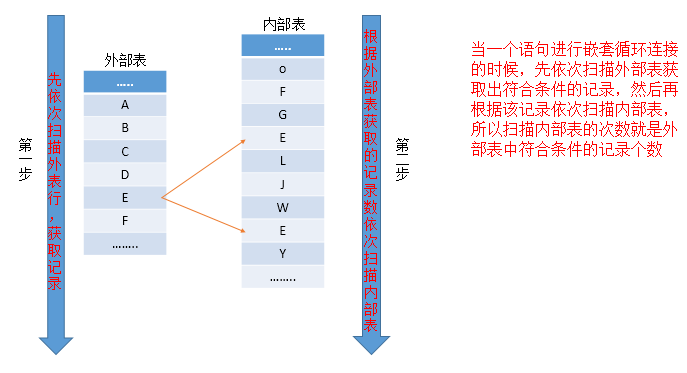 外部表
内部表
先依次扫描外表行，获取记录
根据外部表获取的记录数依次扫描内部表
第一步
第二步
.....
A
B
C
D
E
F
........
.....
o
F
G
E
L
J
W
E
Y
........
当一个语句进行嵌套循环连接
的时候，先依次扫描外部表获
取出符合条件的记录，然后再
根据该记录依次扫描内部表，
所以扫描内部表的次数就是外
部表中符合条件的记录个数